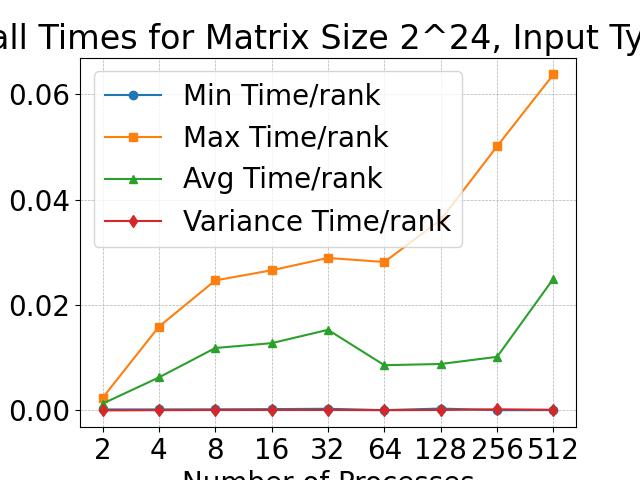 all Times for Matrix Size 2^24, Input Ty
0.06
0.04
0.02
0.00
Min Time/rank
Max Time/rank
Avg Time/rank
Variance Time/rank
2 4 8 16 32 64 128 256 512
Number of Processes